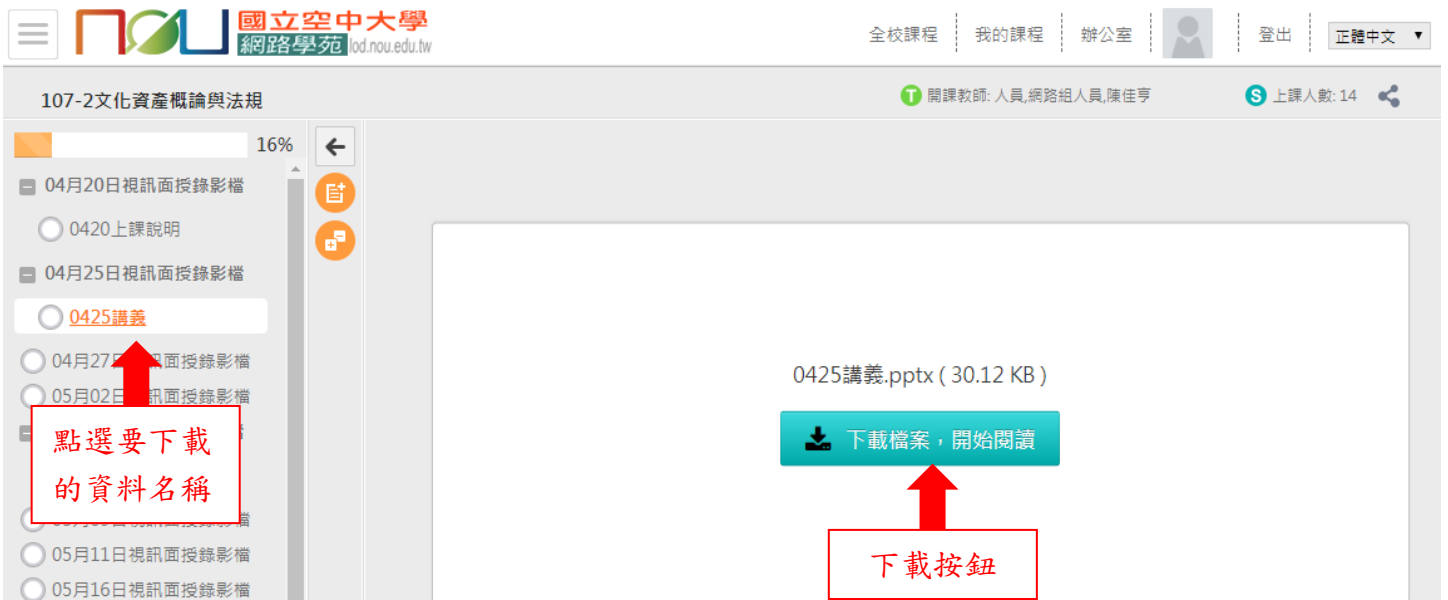 nou 國立空中大學
網路學苑 lod.nou.edu.tw
全校課程 我的課程 辦公室 登出 正體中文
107-2文化資產概論與法規
T 開課教師: 人員,網路組人員,陳佳亨 S 上課人數: 14
16%
04月20日視訊面授錄影檔
0420上課說明
04月25日視訊面授錄影檔
0425講義
04月27 面授錄影檔
05月02日 面授錄影檔
點選要下載
的資料名稱
05月11日視訊面授錄影檔
05月16日視訊面授錄影檔
0425講義.pptx ( 30.12 KB )
下載檔案，開始閱讀
下載按鈕